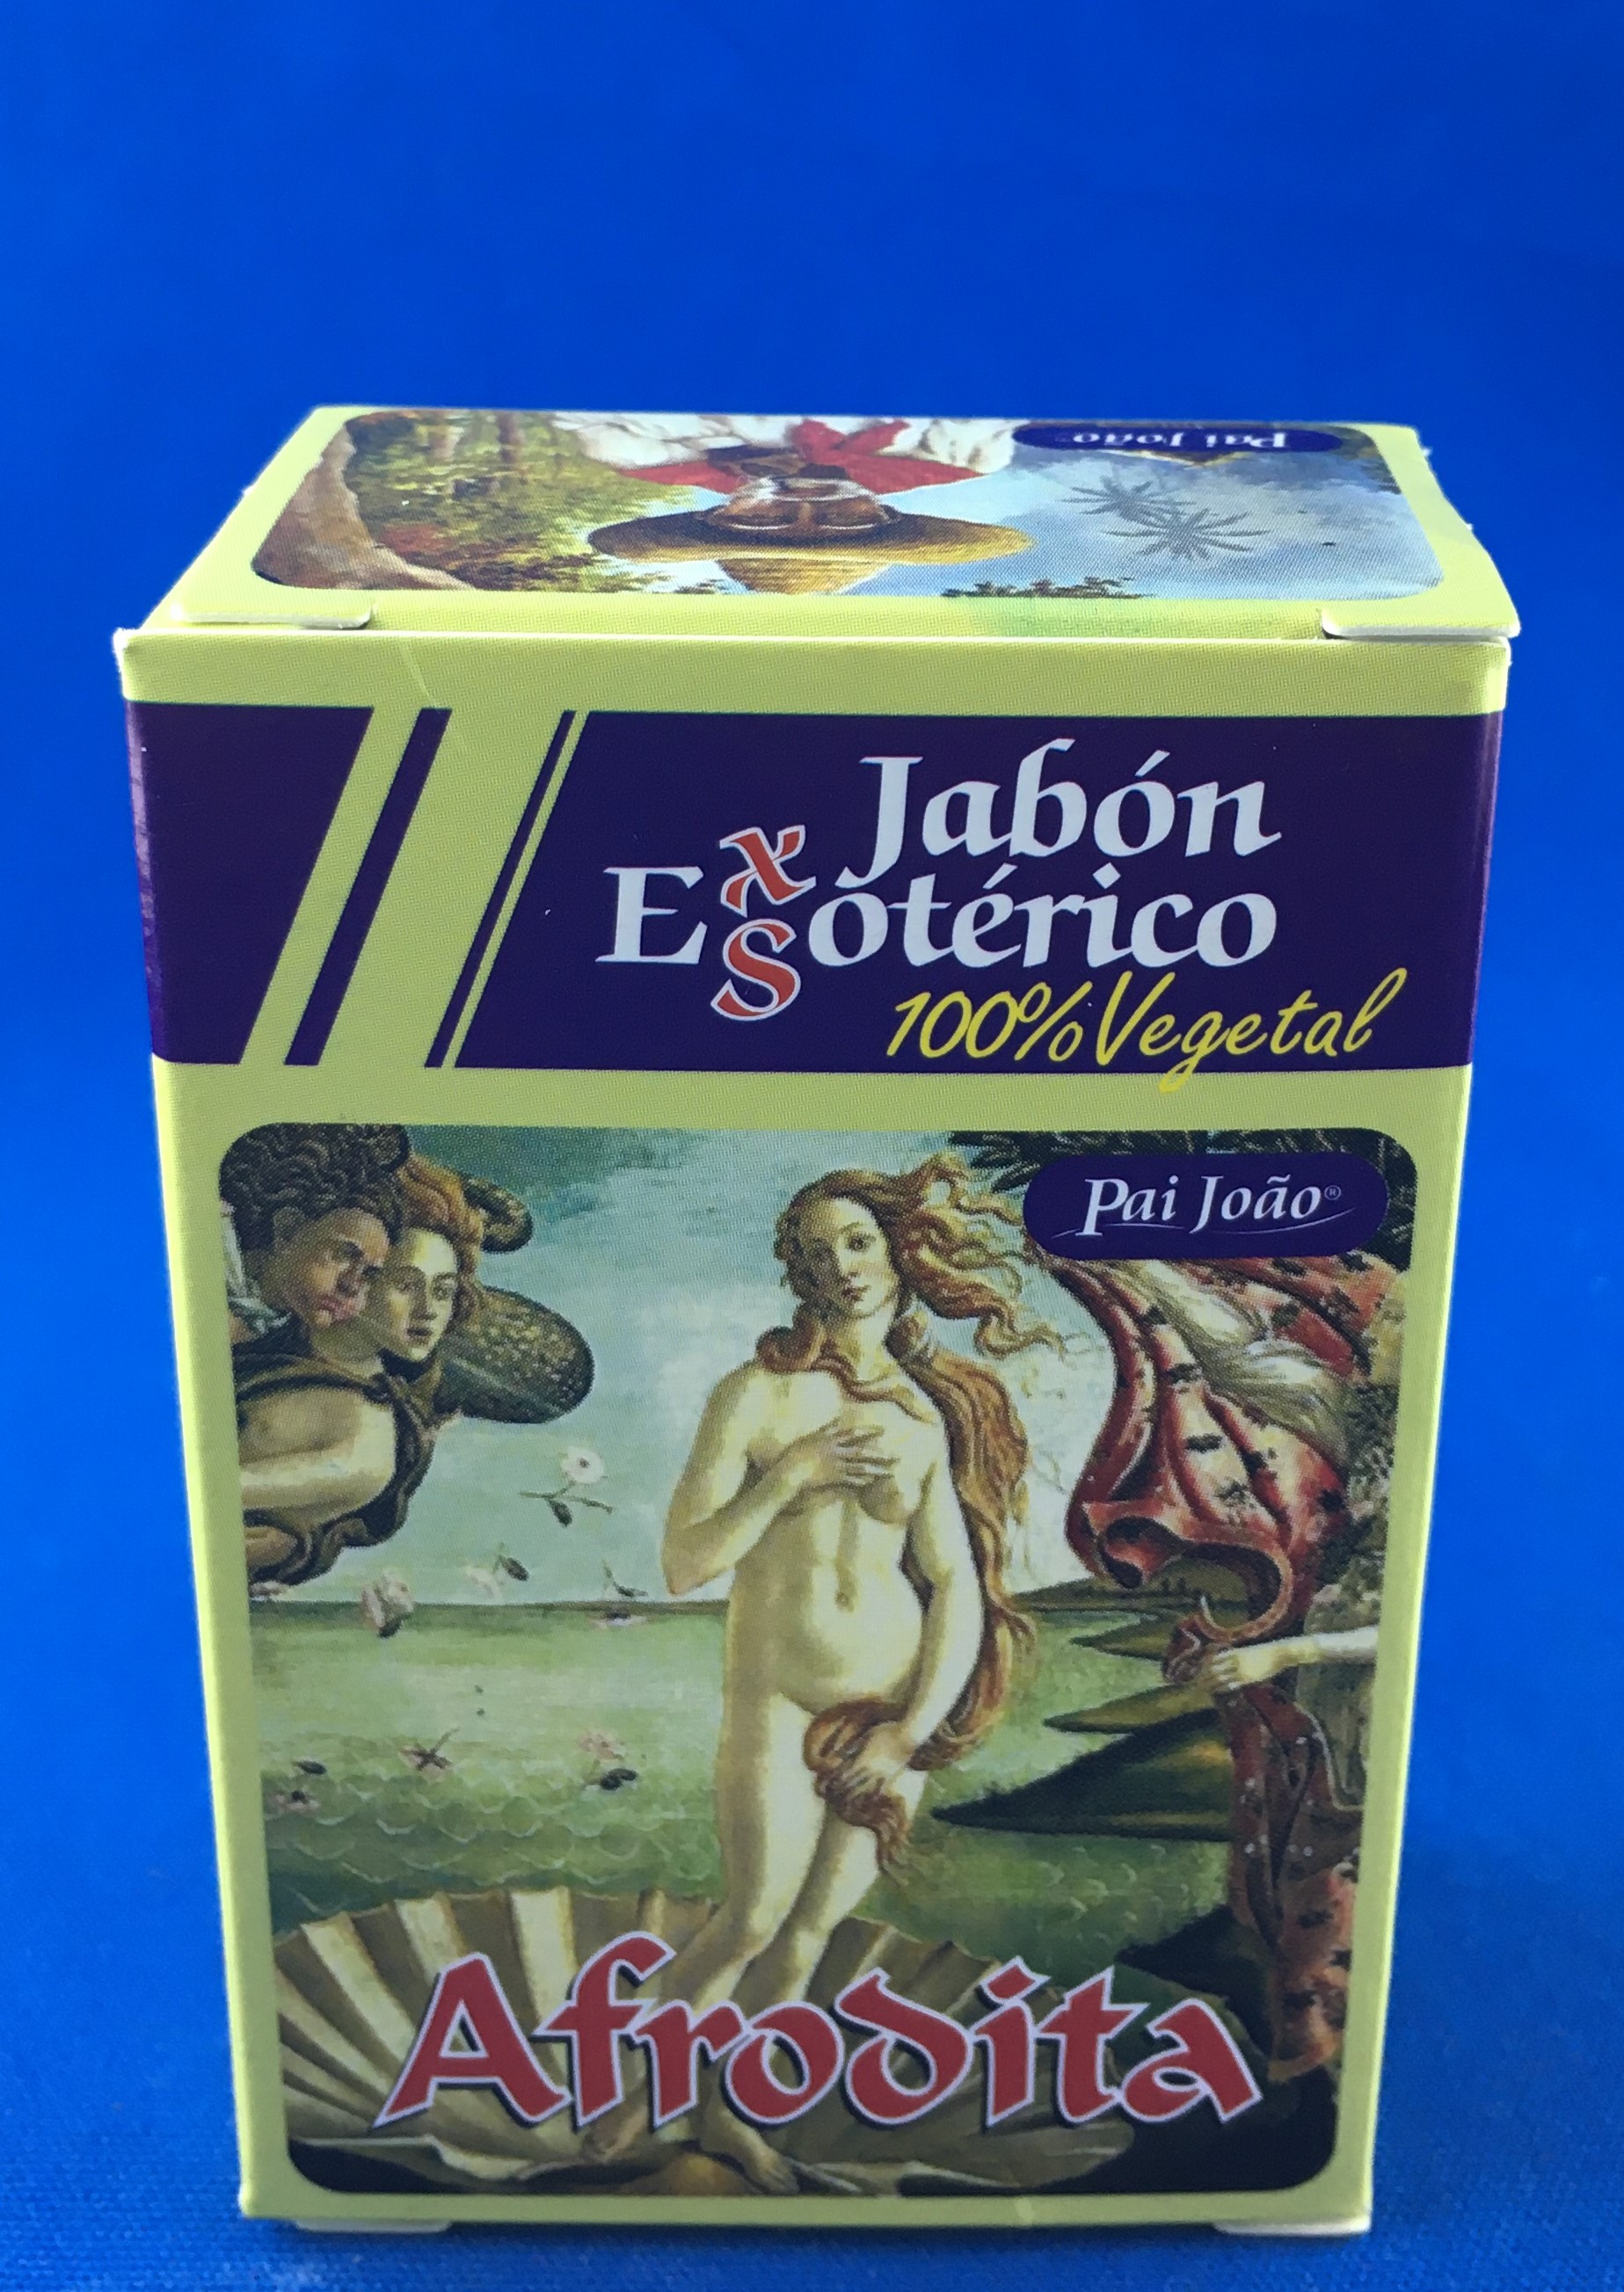 Pai João
Jabón
Exsotérico
100% Vegetal
Pai João®
Afrodita